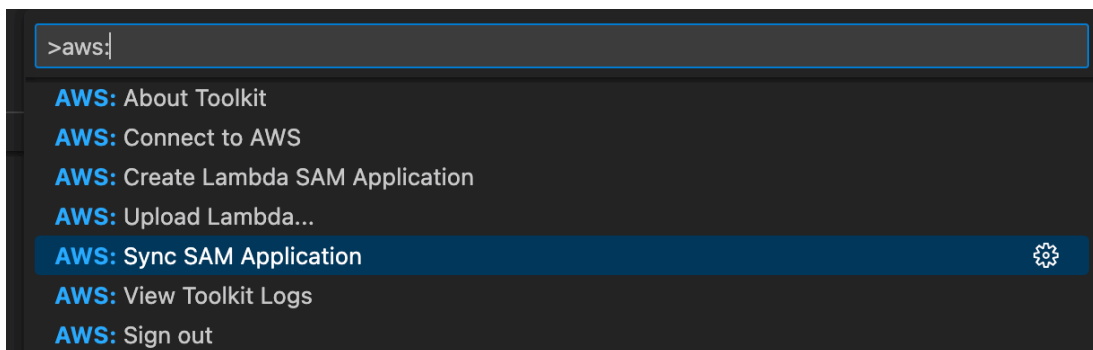 >aws:
AWS: About Toolkit
AWS: Connect to AWS
AWS: Create Lambda SAM Application
AWS: Upload Lambda...
AWS: Sync SAM Application
AWS: View Toolkit Logs
AWS: Sign out